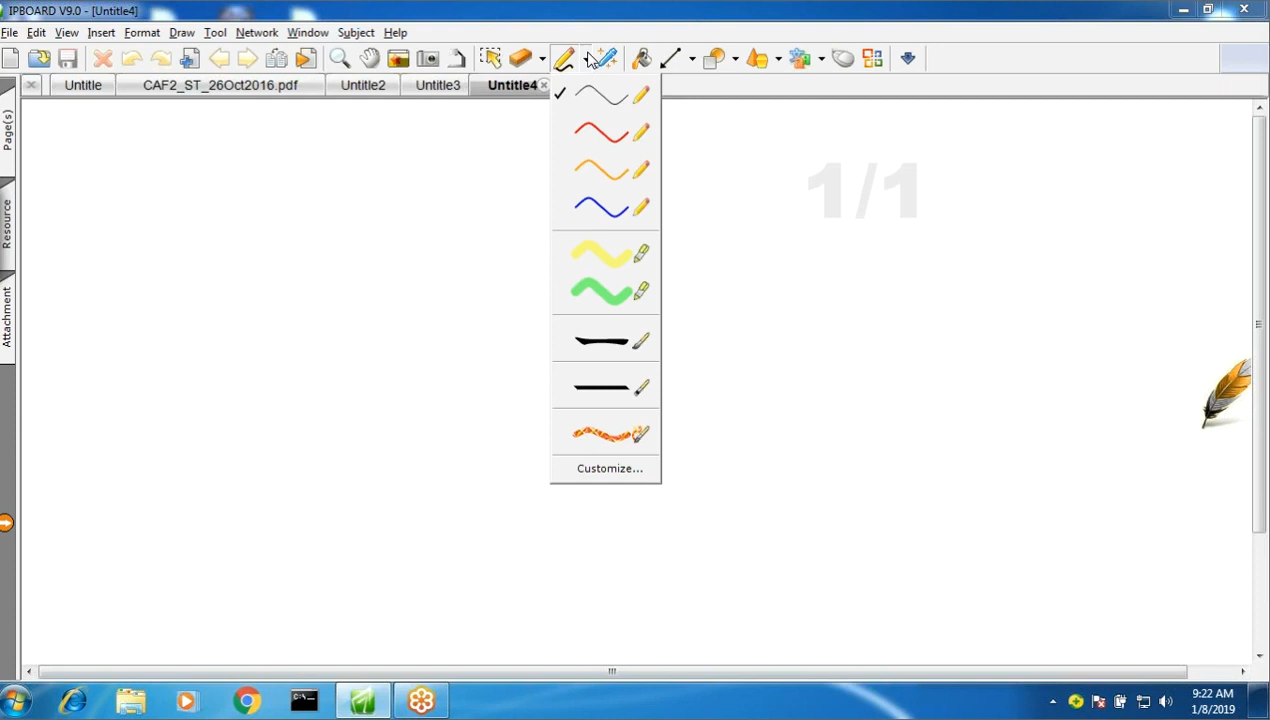 IPBOARD V9.0 - [Untitle4]
File Edit View Insert Format Draw Tool Network Window Subject Help
Untitle CAF2_ST_26Oct2016.pdf Untitle2 Untitle3 Untitle4
Page(s)
Resource
Attachment
1/1
Customize...
9:22 AM
1/8/2019